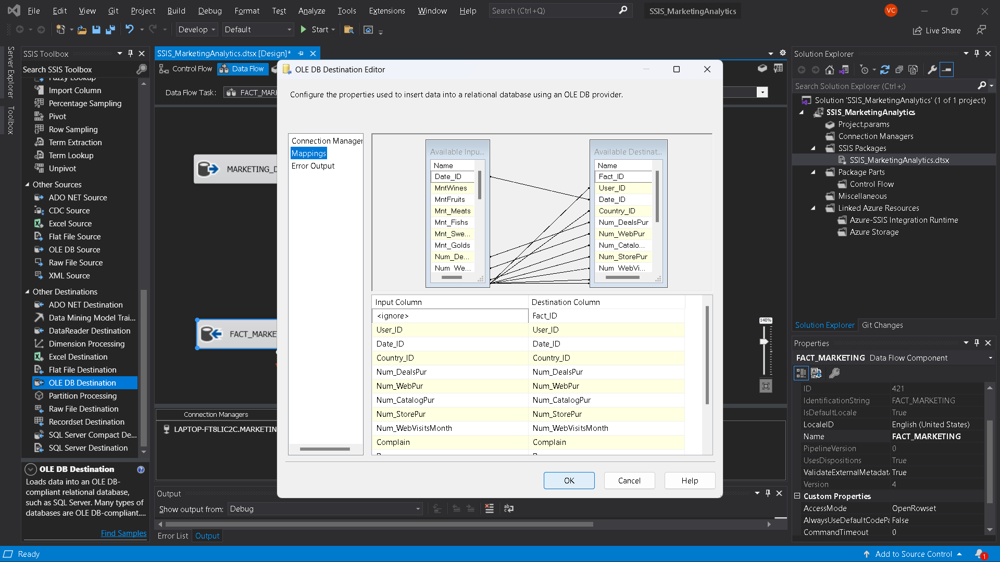 File Edit View Git Project Build Debug Format Test Analyze Tools Extensions Window Help Search (Ctrl+Q) SSIS_MarketingAnalytics VC
Develop Default Start Live Share
Server Explorer
Toolbox
SSIS Toolbox
Search SSIS Toolbox
Fuzzy Lookup
Import Column
Percentage Sampling
Pivot
Row Sampling
Term Extraction
Term Lookup
Unpivot
Other Sources
ADO NET Source
CDC Source
Excel Source
Flat File Source
OLE DB Source
Raw File Source
XML Source
Other Destinations
ADO NET Destination
Data Mining Model Trai...
DataReader Destination
Dimension Processing
Excel Destination
Flat File Destination
OLE DB Destination
Partition Processing
Raw File Destination
Recordset Destination
SQL Server Compact De...
SQL Server Destination
OLE DB Destination
Loads data into an OLE DB-
compliant relational database,
such as SQL Server. Many types of
databases are OLE DB-compliant....
Find Samples
SSIS_MarketingAnalytics.dtsx [Design]*
Control Flow Data Flow
Data Flow Task: FACT_MARK
MARKETING_D
FACT_MARKE
140%
Connection Managers
LAPTOP-FT8LIC2C.MARKETIN
OLE DB Destination Editor
Configure the properties used to insert data into a relational database using an OLE DB provider.
Connection Manager
Mappings
Error Output
Available Inpu...
Name
Date_ID
MntWines
MntFruits
Mnt_Meats
Mnt_Fishs
Mnt_Swe...
Mnt_Golds
Num_De...
Num_We...
Available Destinat...
Name
Fact_ID
User_ID
Date_ID
Country_ID
Num_DealsPur
Num_WebPur
Num_Catalo...
Num_StorePur
Num_WebVi...
Input Column Destination Column
<ignore> Fact_ID
User_ID User_ID
Date_ID Date_ID
Country_ID Country_ID
Num_DealsPur Num_DealsPur
Num_WebPur Num_WebPur
Num_CatalogPur Num_CatalogPur
Num_StorePur Num_StorePur
Num_WebVisitsMonth Num_WebVisitsMonth
Complain Complain
OK Cancel Help
Output
Show output from: Debug
Error List Output
Solution Explorer
Search Solution Explorer (Ctrl+;)
Solution 'SSIS_MarketingAnalytics' (1 of 1 project)
SSIS_MarketingAnalytics
Project.params
Connection Managers
SSIS Packages
SSIS_MarketingAnalytics.dtsx
Package Parts
Control Flow
Miscellaneous
Linked Azure Resources
Azure-SSIS Integration Runtime
Azure Storage
Solution Explorer Git Changes
Properties
FACT_MARKETING Data Flow Component
ID 421
IdentificationString FACT_MARKETING
IsDefaultLocale True
LocaleID English (United States)
Name FACT_MARKETING
PipelineVersion 0
UsesDispositions True
ValidateExternalMetadat True
Version 4
Custom Properties
AccessMode OpenRowset
AlwaysUseDefaultCodePa False
CommandTimeout 0
Ready Add to Source Control 1